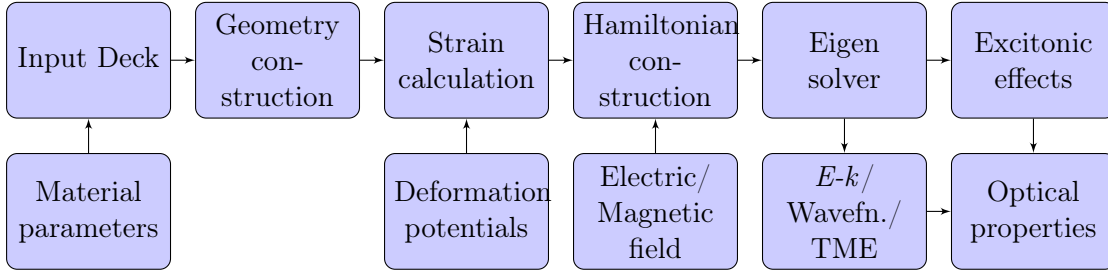 Input Deck
Geometry
con-
struction
Strain
calculation
Hamiltonian
con-
struction
Eigen
solver
Excitonic
effects
Material
parameters
Deformation
potentials
Electric/
Magnetic
field
E-k/
Wavefn./
TME
Optical
properties